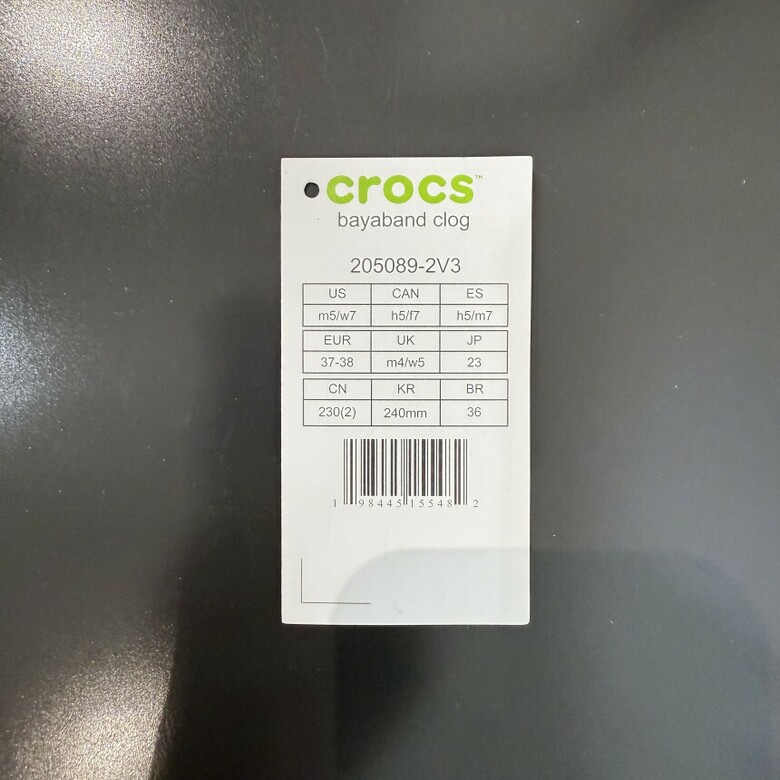 crocs™
bayaband clog
205089-2V3
US CAN ES
m5/w7 h5/f7 h5/m7
EUR UK JP
37-38 m4/w5 23
CN KR BR
230(2) 240mm 36
1 98445 15548 2